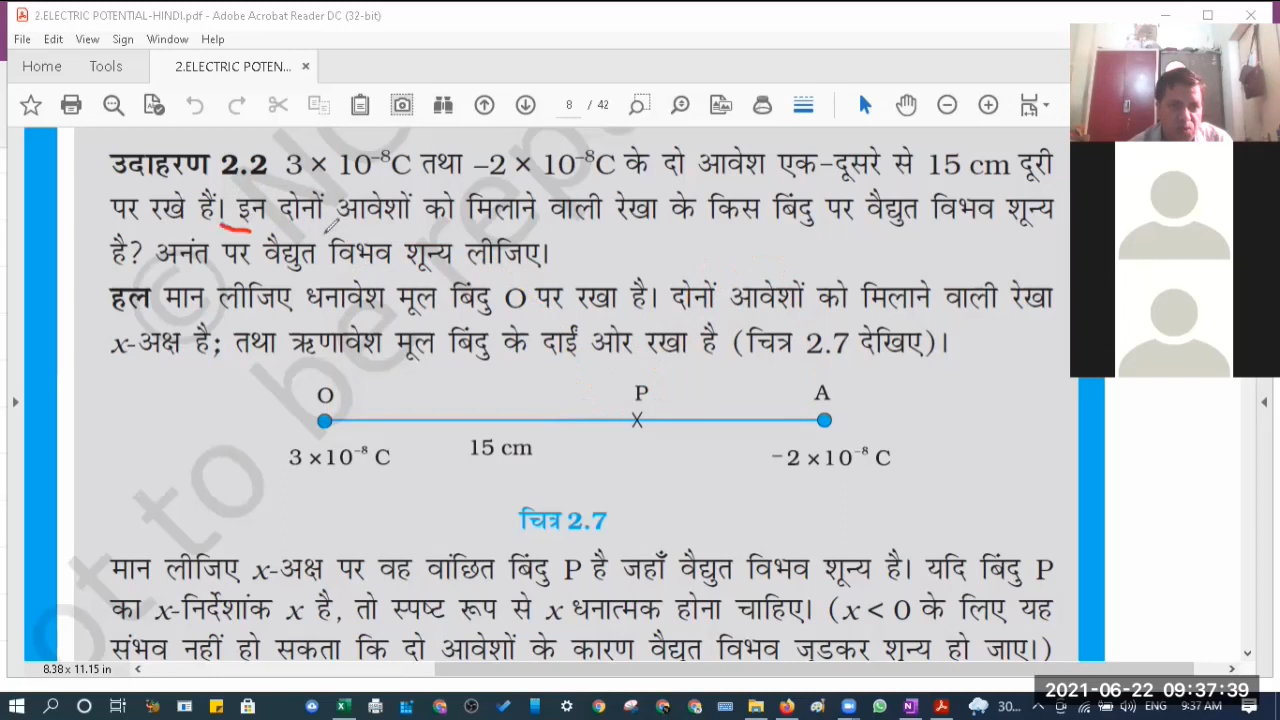 2.ELECTRIC POTENTIAL-HINDI.pdf - Adobe Acrobat Reader DC (32-bit)
File Edit View Sign Window Help
Home Tools 2.ELECTRIC POTEN... ×
8 / 42
उदाहरण 2.2 3 × 10⁻⁸C तथा –2 × 10⁻⁸C के दो आवेश एक-दूसरे से 15 cm दूरी
पर रखे हैं। इन दोनों आवेशों को मिलाने वाली रेखा के किस बिंदु पर वैद्युत विभव शून्य
है? अनंत पर वैद्युत विभव शून्य लीजिए।
हल मान लीजिए धनावेश मूल बिंदु O पर रखा है। दोनों आवेशों को मिलाने वाली रेखा
x-अक्ष है; तथा ऋणावेश मूल बिंदु के दाईं ओर रखा है (चित्र 2.7 देखिए)।
O P A
X
3 ×10⁻⁸ C 15 cm –2 ×10⁻⁸ C
चित्र 2.7
मान लीजिए x-अक्ष पर वह वांछित बिंदु P है जहाँ वैद्युत विभव शून्य है। यदि बिंदु P
का x-निर्देशांक x है, तो स्पष्ट रूप से x धनात्मक होना चाहिए। (x < 0 के लिए यह
संभव नहीं हो सकता कि दो आवेशों के कारण वैद्युत विभव जुड़कर शून्य हो जाए।)
8.38 x 11.15 in
2021-06-22 09:37:39
30... ENG 9:37 AM